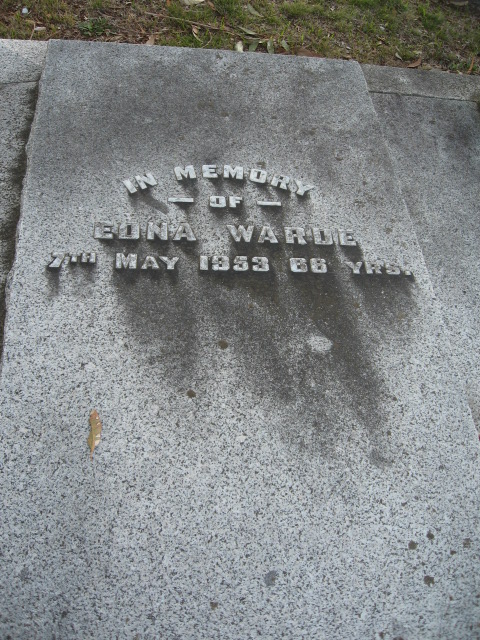 IN MEMORY
— OF —
EDNA WARDE
7TH MAY 1953 66 YRS.